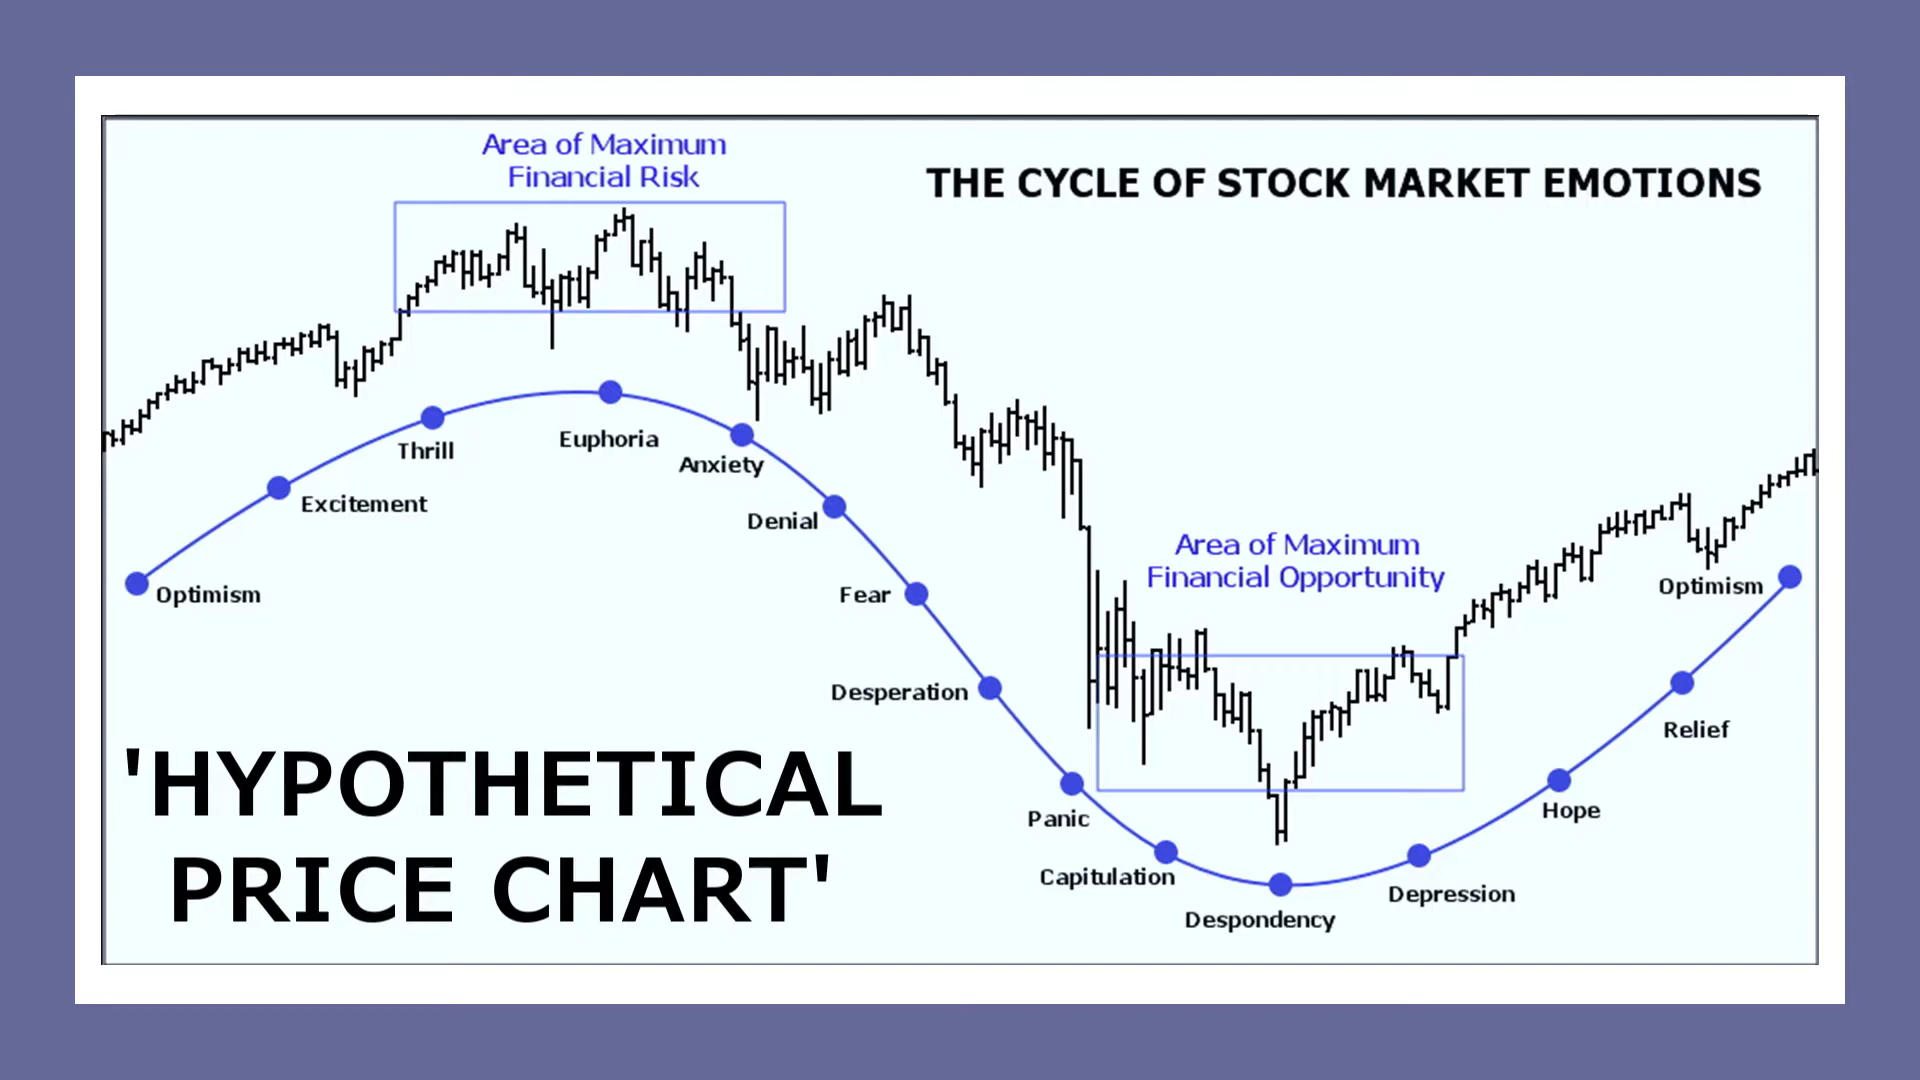 Area of Maximum
Financial Risk
THE CYCLE OF STOCK MARKET EMOTIONS
Optimism
Excitement
Thrill
Euphoria
Anxiety
Denial
Fear
Desperation
Panic
Capitulation
Despondency
Depression
Hope
Relief
Optimism
Area of Maximum
Financial Opportunity
'HYPOTHETICAL
PRICE CHART'